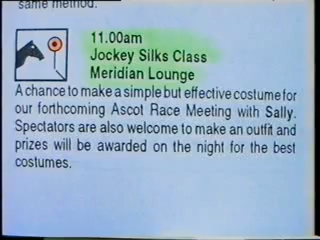 same method.
11.00am
Jockey Silks Class
Meridian Lounge
A chance to make a simple but effective costume for
our forthcoming Ascot Race Meeting with Sally.
Spectators are also welcome to make an outfit and
prizes will be awarded on the night for the best
costumes.